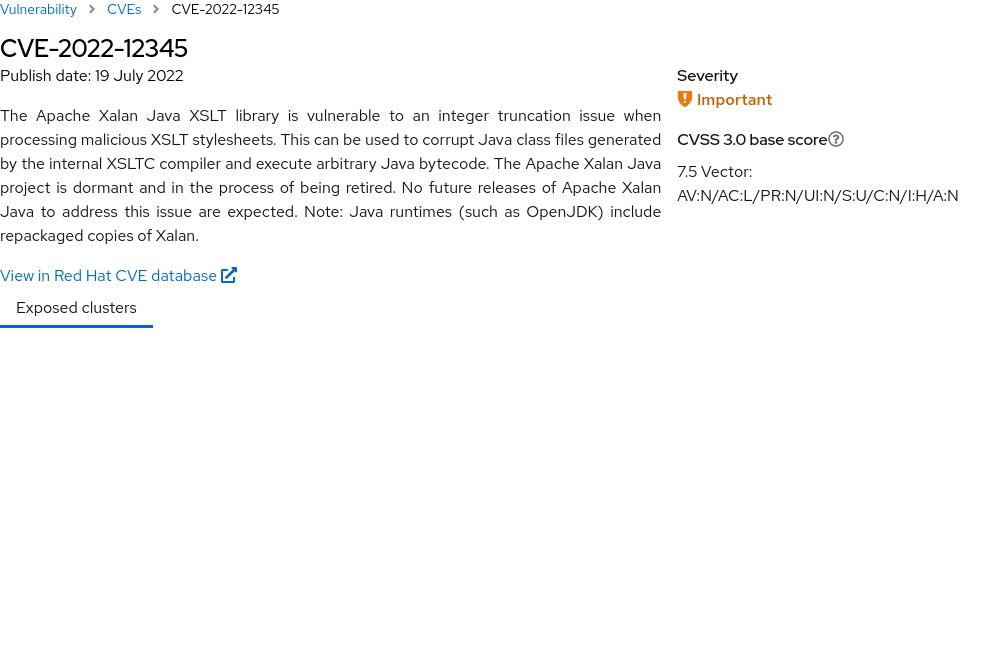 Vulnerability > CVEs > CVE-2022-12345
CVE-2022-12345
Publish date: 19 July 2022
The Apache Xalan Java XSLT library is vulnerable to an integer truncation issue when
processing malicious XSLT stylesheets. This can be used to corrupt Java class files generated
by the internal XSLTC compiler and execute arbitrary Java bytecode. The Apache Xalan Java
project is dormant and in the process of being retired. No future releases of Apache Xalan
Java to address this issue are expected. Note: Java runtimes (such as OpenJDK) include
repackaged copies of Xalan.
View in Red Hat CVE database
Severity
Important
CVSS 3.0 base score
7.5 Vector:
AV:N/AC:L/PR:N/UI:N/S:U/C:N/I:H/A:N
Exposed clusters